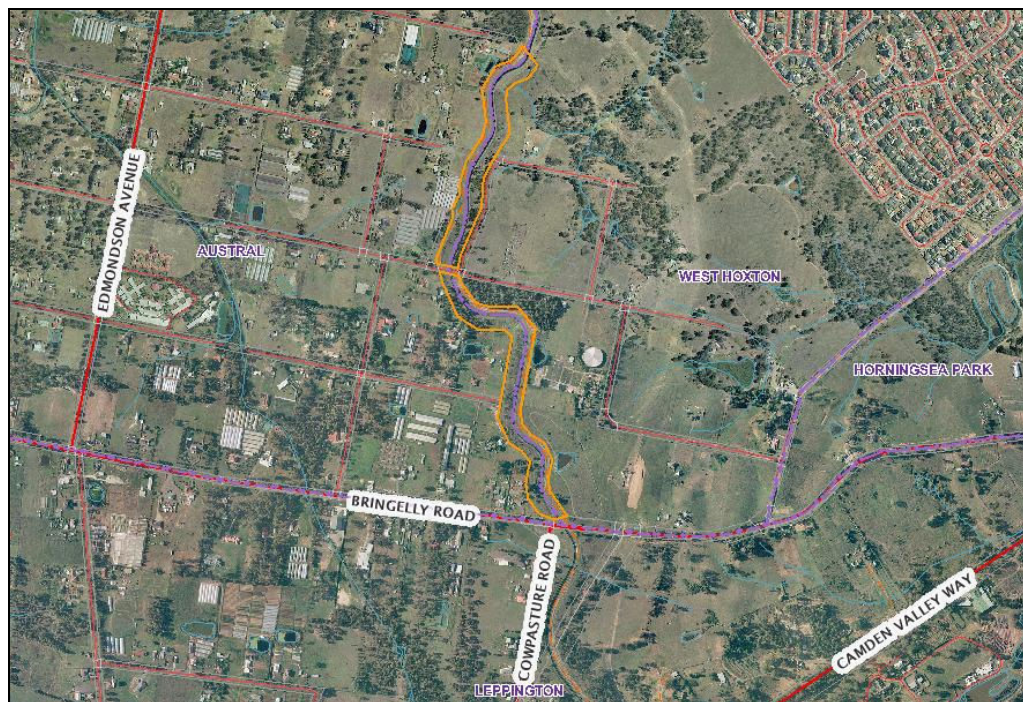 EDMONDSON AVENUE
AUSTRAL
WEST HOXTON
HORNINGSEA PARK
BRINGELLY ROAD
COWPASTURE ROAD
CAMDEN VALLEY WAY
LEPPINGTON